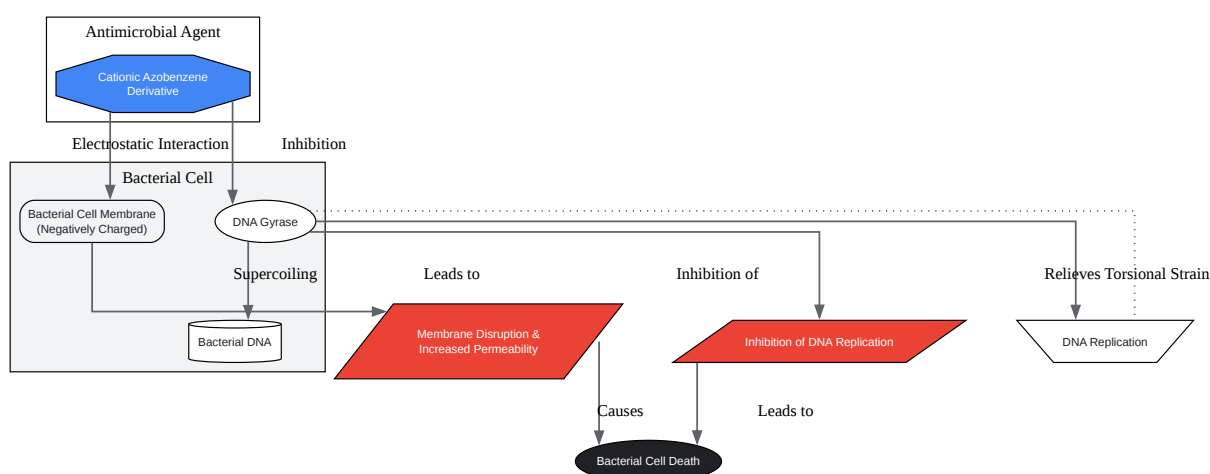 Antimicrobial Agent
Cationic Azobenzene
Derivative
Electrostatic Interaction
Inhibition
Bacterial Cell
Bacterial Cell Membrane
(Negatively Charged)
DNA Gyrase
Supercoiling
Leads to
Inhibition of
Relieves Torsional Strain
Bacterial DNA
Membrane Disruption &
Increased Permeability
Inhibition of DNA Replication
DNA Replication
Causes
Leads to
Bacterial Cell Death